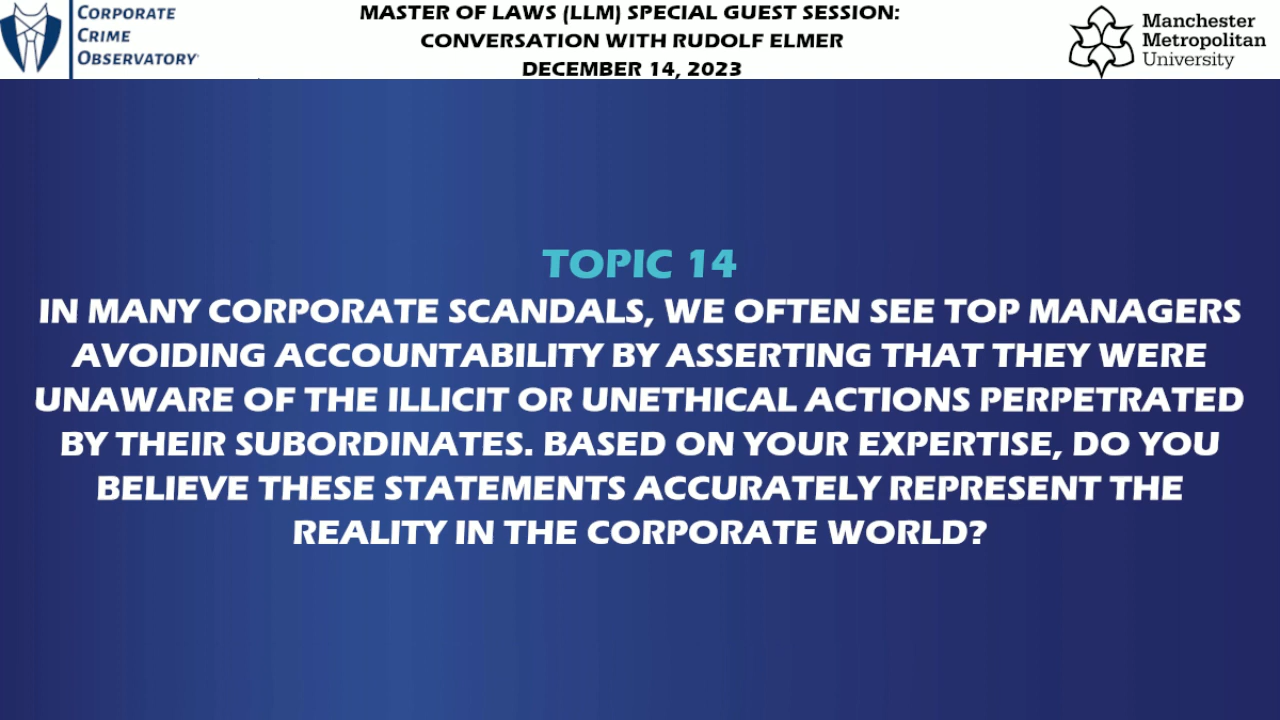 CORPORATE
CRIME
OBSERVATORY
MASTER OF LAWS (LLM) SPECIAL GUEST SESSION:
CONVERSATION WITH RUDOLF ELMER
DECEMBER 14, 2023
Manchester
Metropolitan
University
TOPIC 14
IN MANY CORPORATE SCANDALS, WE OFTEN SEE TOP MANAGERS
AVOIDING ACCOUNTABILITY BY ASSERTING THAT THEY WERE
UNAWARE OF THE ILLICIT OR UNETHICAL ACTIONS PERPETRATED
BY THEIR SUBORDINATES. BASED ON YOUR EXPERTISE, DO YOU
BELIEVE THESE STATEMENTS ACCURATELY REPRESENT THE
REALITY IN THE CORPORATE WORLD?